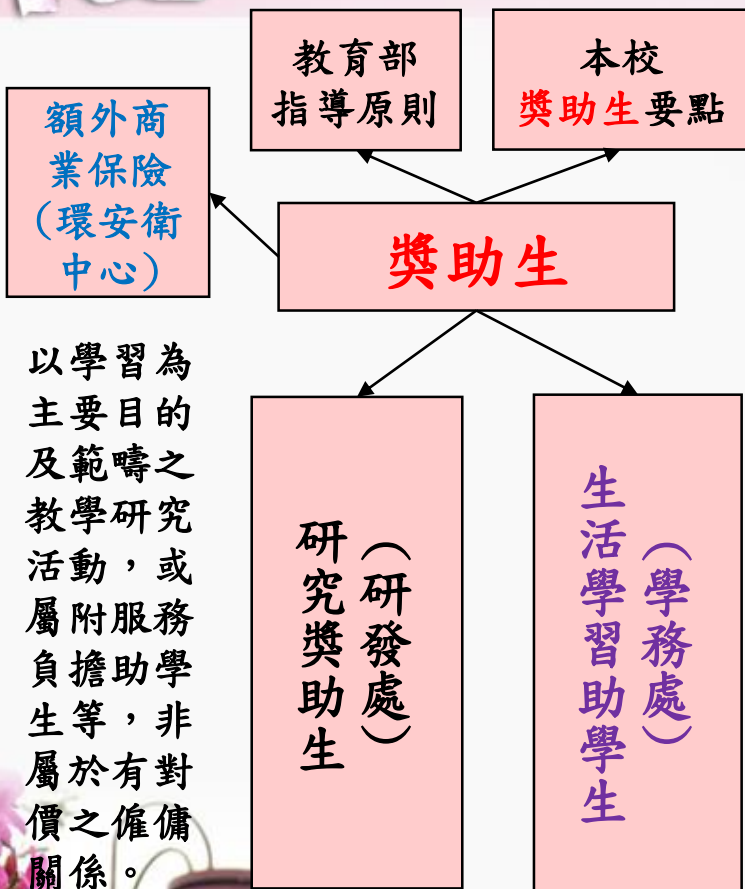 教育部
指導原則
本校
獎助生要點
額外商
業保險
(環安衛
中心)
獎助生
以學習為
主要目的
及範疇之
教學研究
活動，或
屬附服務
負擔助學
生等，非
屬於有對
價之僱傭
關係。
研究獎助生
(研發處)
生活學習助學生
(學務處)